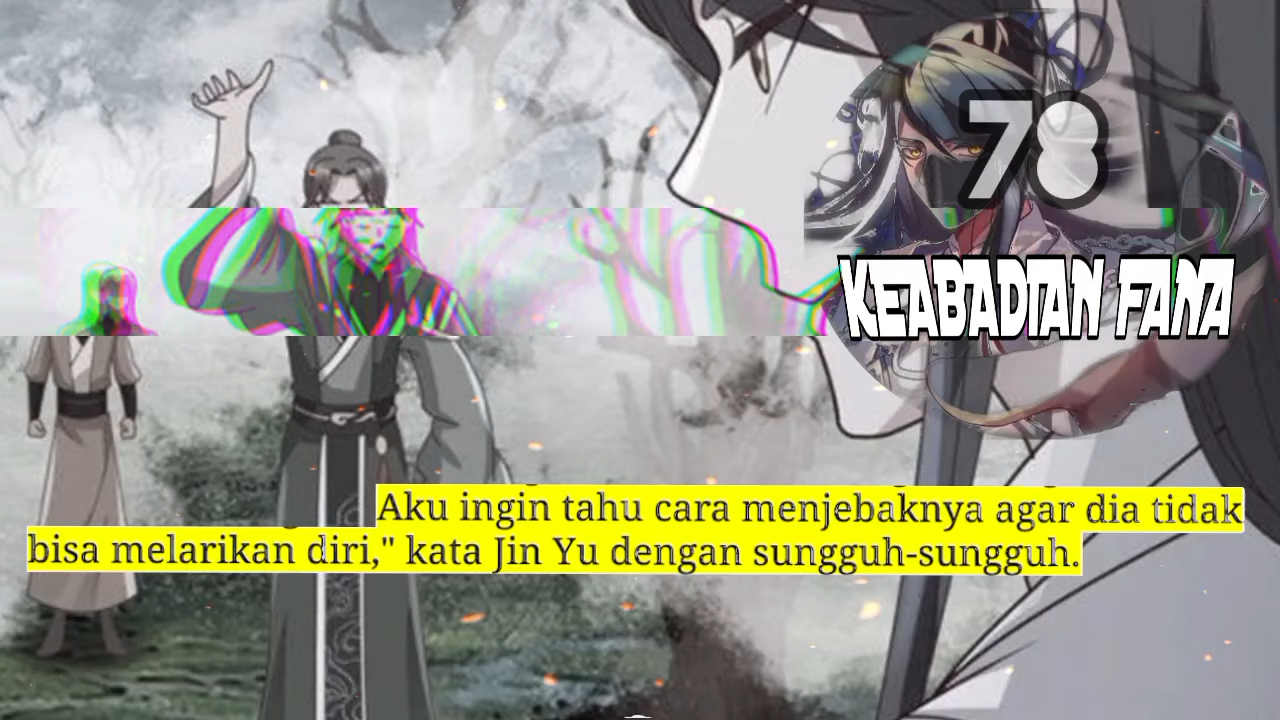 78
KEABADIAN FANA
Aku ingin tahu cara menjebaknya agar dia tidak
bisa melarikan diri," kata Jin Yu dengan sungguh-sungguh.